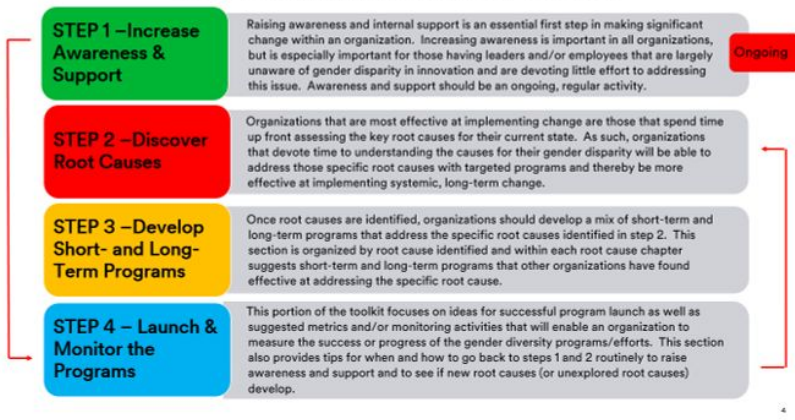 STEP 1 –Increase
Awareness &
Support
Raising awareness and internal support is an essential first step in making significant
change within an organization. Increasing awareness is important in all organizations,
but is especially important for those having leaders and/or employees that are largely
unaware of gender disparity in innovation and are devoting little effort to addressing
this issue. Awareness and support should be an ongoing, regular activity.
Ongoing
STEP 2 –Discover
Root Causes
Organizations that are most effective at implementing change are those that spend time
up front assessing the key root causes for their current state. As such, organizations
that devote time to understanding the causes for their gender disparity will be able to
address those specific root causes with targeted programs and thereby be more
effective at implementing systemic, long-term change.
STEP 3 –Develop
Short- and Long-
Term Programs
Once root causes are identified, organizations should develop a mix of short-term and
long-term programs that address the specific root causes identified in step 2. This
section is organized by root cause identified and within each root cause chapter
suggests short-term and long-term programs that other organizations have found
effective at addressing the specific root cause.
STEP 4 – Launch &
Monitor the
Programs
This portion of the toolkit focuses on ideas for successful program launch as well as
suggested metrics and/or monitoring activities that will enable an organization to
measure the success or progress of the gender diversity programs/efforts. This section
also provides tips for when and how to go back to steps 1 and 2 routinely to raise
awareness and support and to see if new root causes (or unexplored root causes)
develop.
4